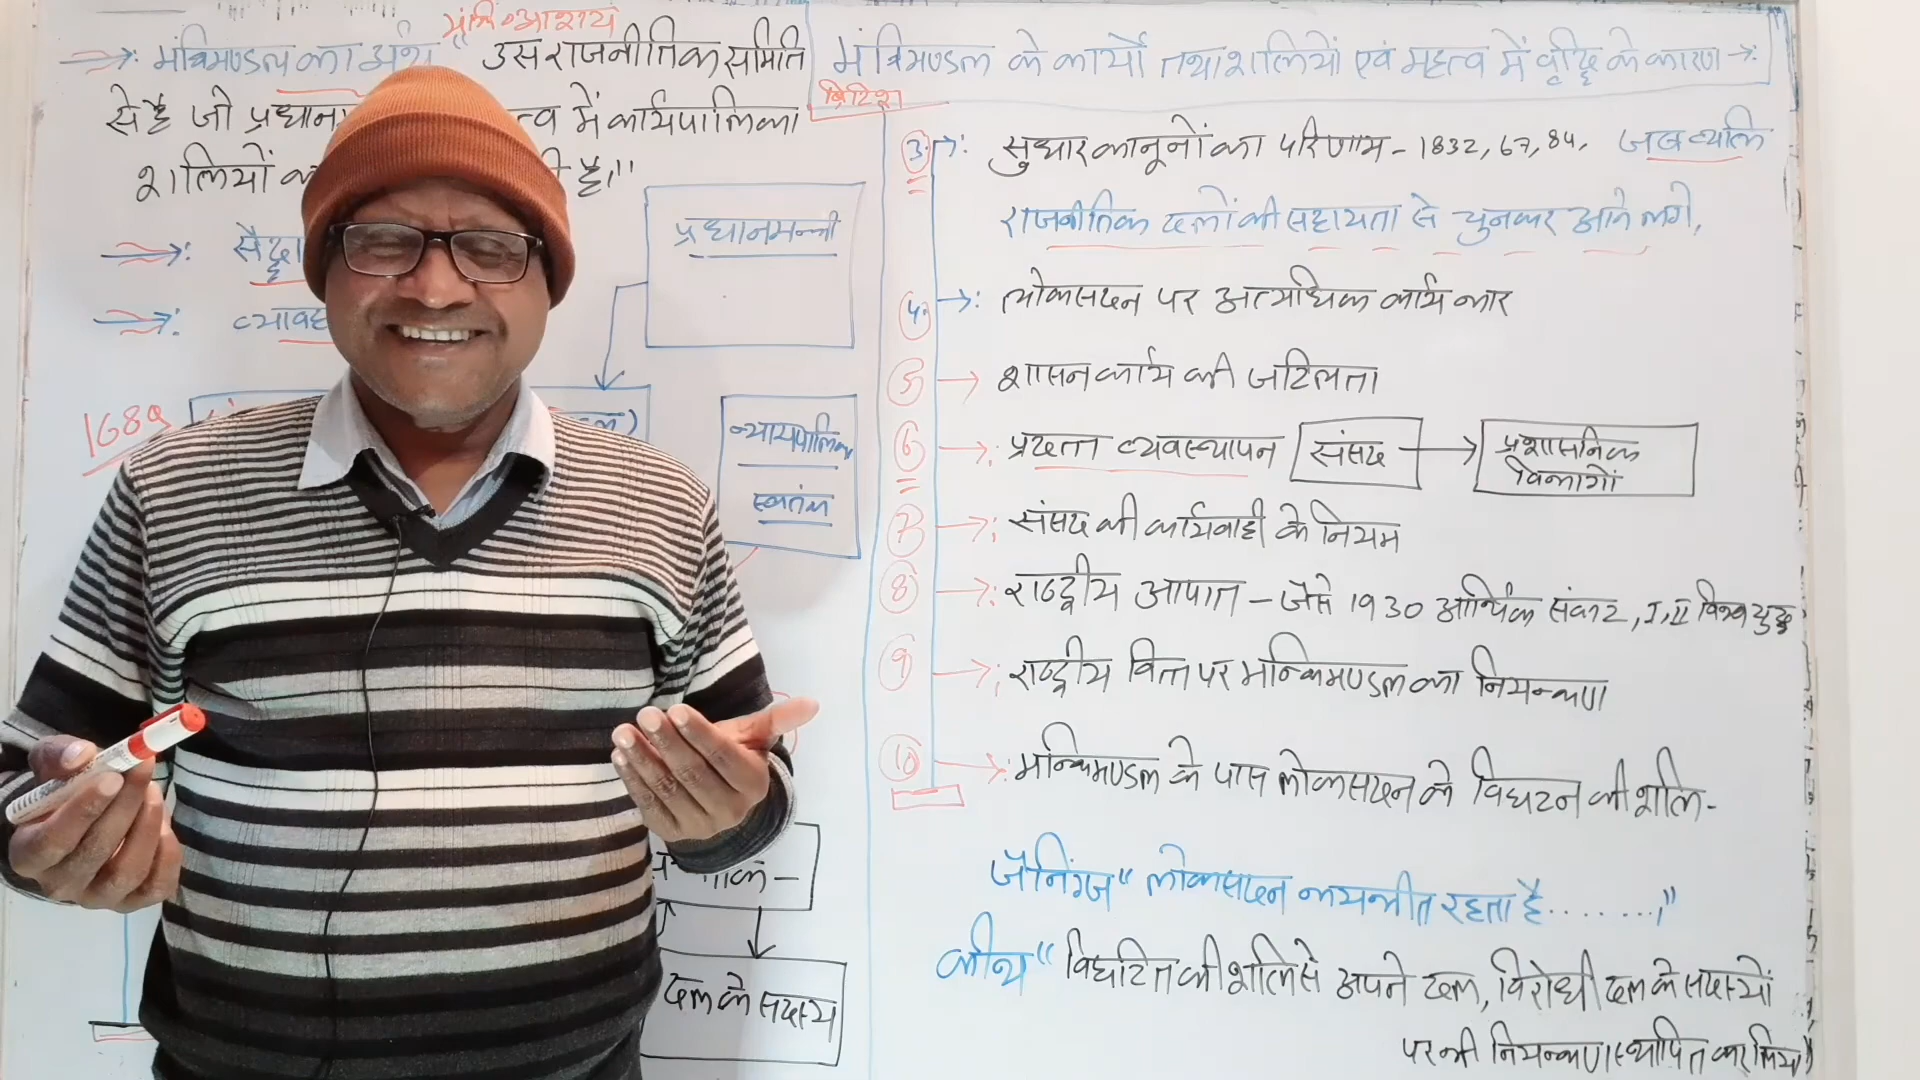 मूल आशय
मंत्रिमण्डल का अर्थ "उस राजनीतिक समिति
से है जो प्रधानमं व में कार्यपालिका
शक्तियों का है,"
प्रधानमन्त्री
1689
न्यायपालिका
स्वतंत्र
दल के सदस्य
मंत्रिमण्डल के कार्यों तथा शक्तियों एवं महत्व में वृद्धि के कारण →:
ब्रिटिश
3 →: सुधार कानूनों का परिणाम - 1832, 67, 84, जब व्यक्ति
राजनीतिक दलों की सहायता से चुनकर आने लगे,
4. →: लोकसदन पर अत्यधिक कार्य भार
5 → शासन कार्य की जटिलता
6 →: प्रदत्त व्यवस्थापन संसद → प्रशासनिक
विभागों
7 →: संसद की कार्यवाही के नियम
8 →: राष्ट्रीय आपात - जैसे 1930 आर्थिक संकट, I, II विश्व युद्ध
9 →: राष्ट्रीय वित्त पर मन्त्रिमण्डल का नियन्त्रण
10 →: मन्त्रिमण्डल के पास लोकसदन के विघटन की शक्ति -
जैनिंग्ज "लोकसदन भयभीत रहता है........।"
कीथ "विघटित की शक्ति से अपने दल, विरोधी दल के सदस्यों
पर भी नियन्त्रण स्थापित कर लिया"